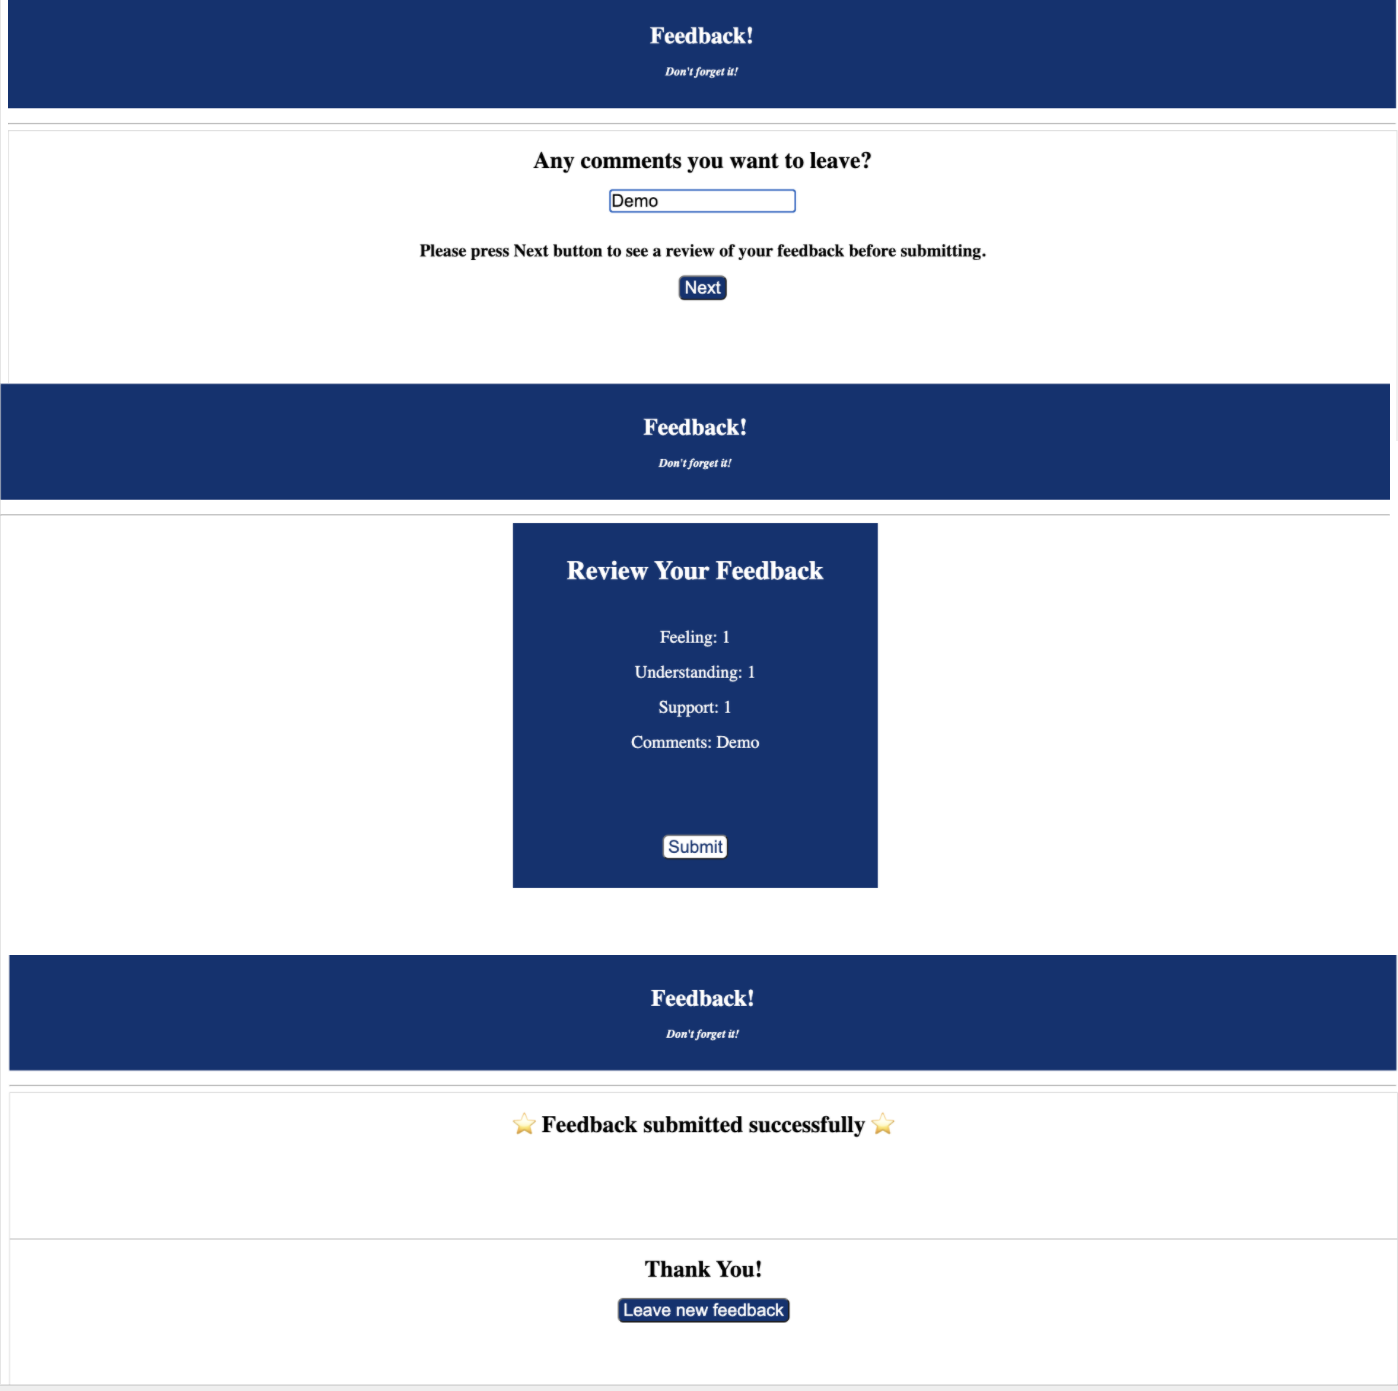 Feedback!
Don't forget it!
Any comments you want to leave?
Demo
Please press Next button to see a review of your feedback before submitting.
Next
Feedback!
Don't forget it!
Review Your Feedback
Feeling: 1
Understanding: 1
Support: 1
Comments: Demo
Submit
Feedback!
Don't forget it!
⭐ Feedback submitted successfully ⭐
Thank You!
Leave new feedback